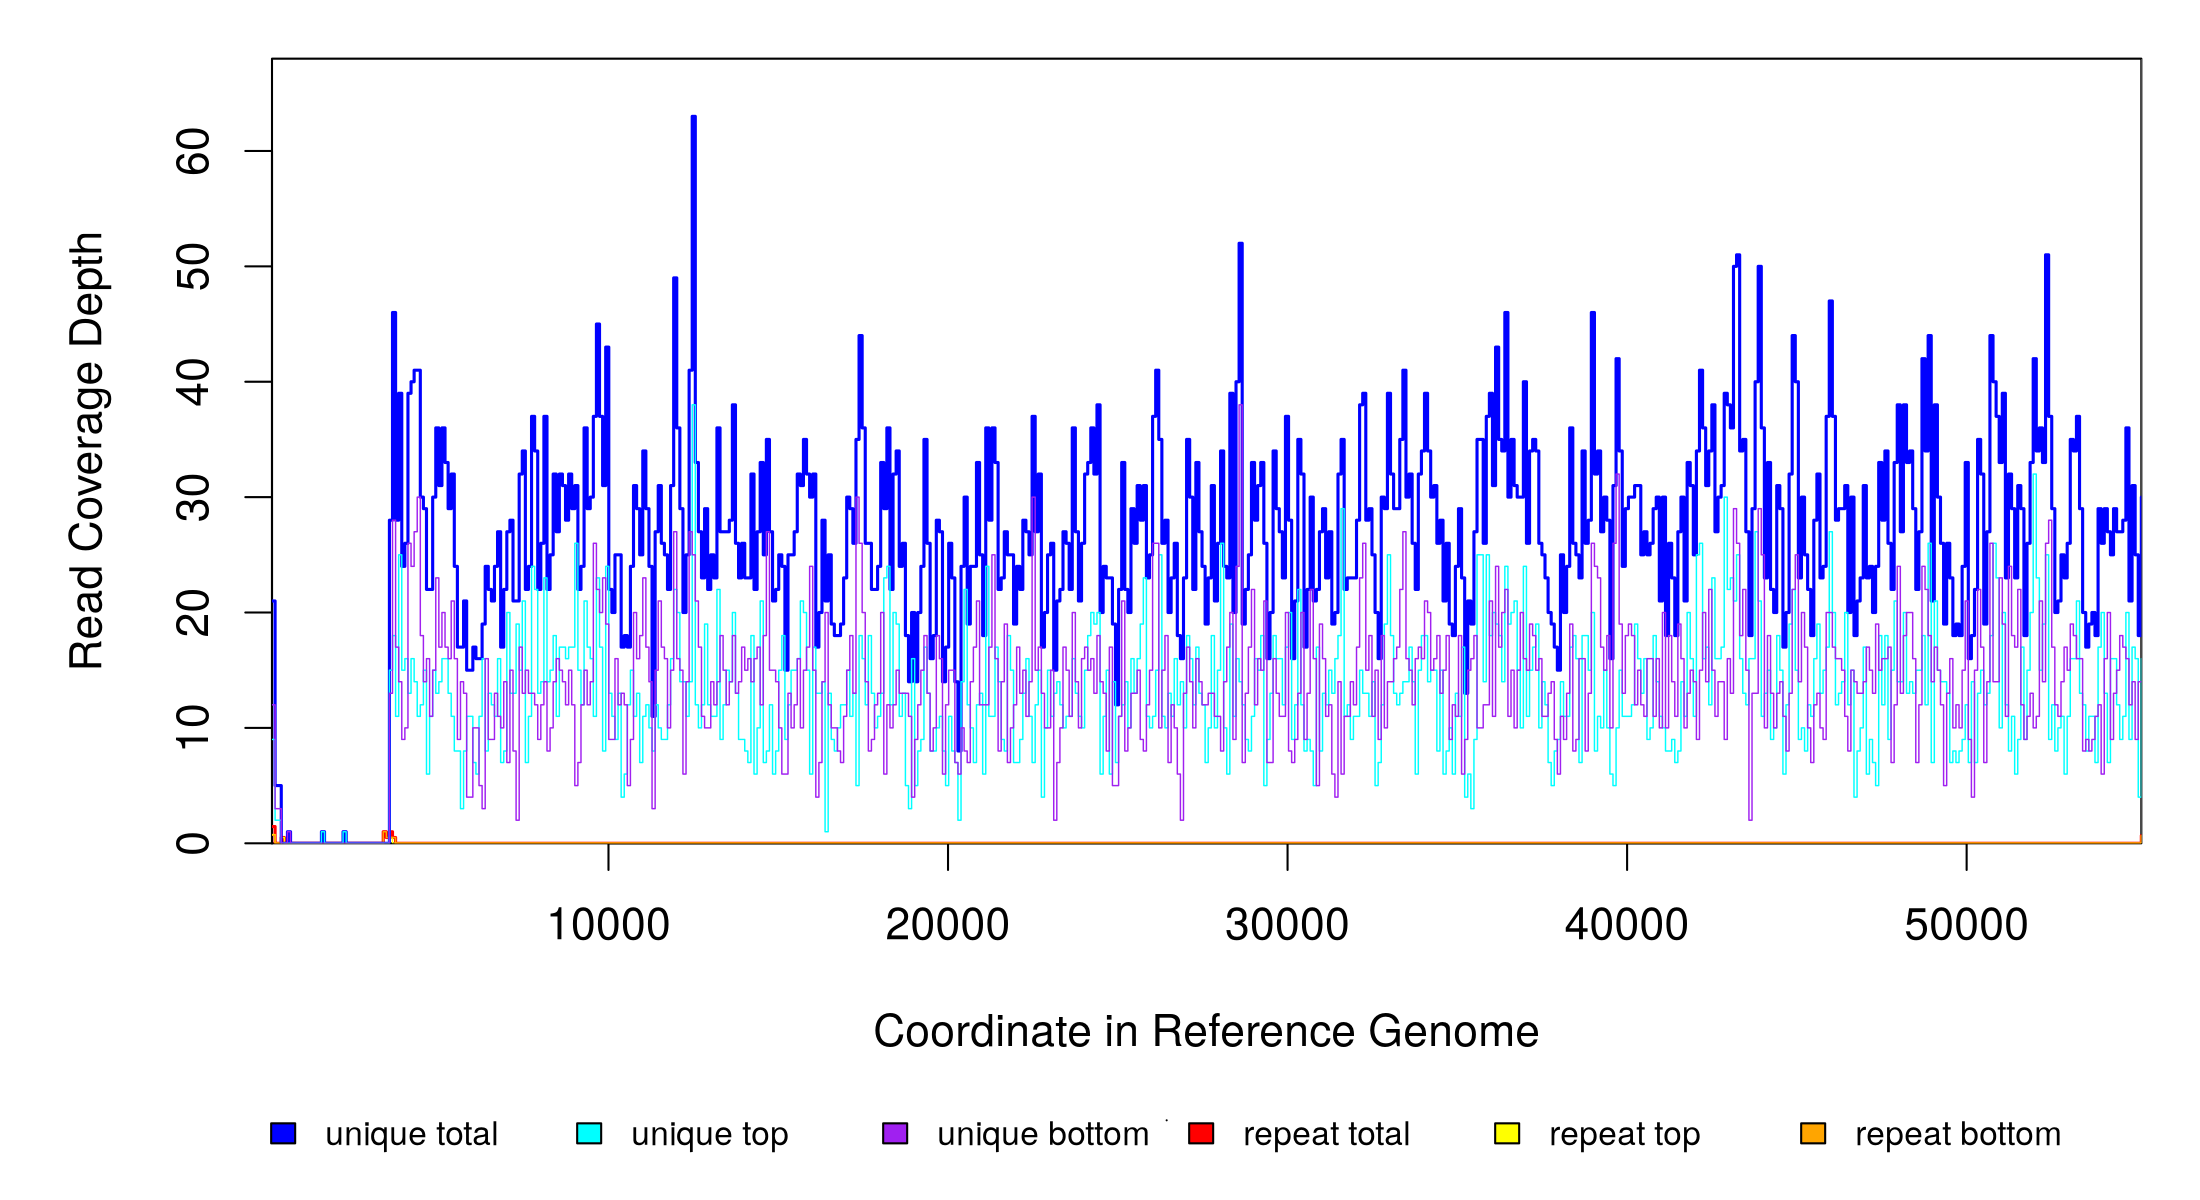 Read Coverage Depth
60
50
40
30
20
10
0
10000 20000 30000 40000 50000
Coordinate in Reference Genome
unique total unique top unique bottom repeat total repeat top repeat bottom